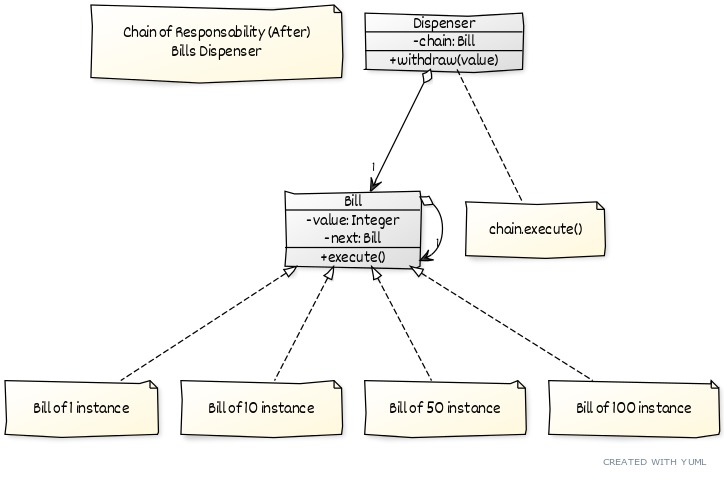 Chain of Responsability (After)
Bills Dispenser
Dispenser
-chain: Bill
+withdraw(value)
1
Bill
-value: Integer
-next: Bill
+execute()
1
chain.execute()
Bill of 1 instance
Bill of 10 instance
Bill of 50 instance
Bill of 100 instance
CREATED WITH YUML